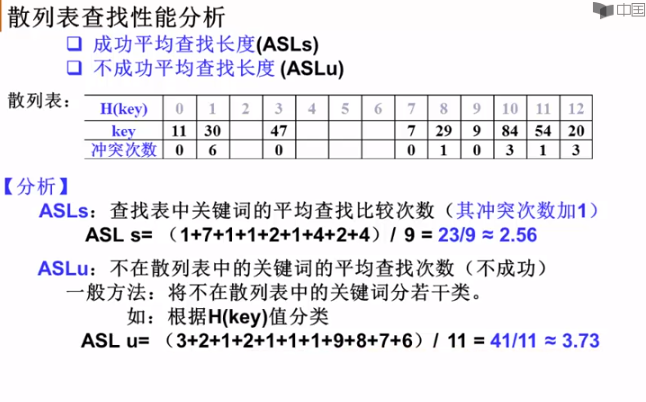 中国
散列表查找性能分析
❑ 成功平均查找长度(ASLs)
❑ 不成功平均查找长度 (ASLu)
散列表:
H(key) 0 1 2 3 4 5 6 7 8 9 10 11 12
key 11 30 47 7 29 9 84 54 20
冲突次数 0 6 0 0 1 0 3 1 3
【分析】
ASLs:查找表中关键词的平均查找比较次数(其冲突次数加1)
ASL s= (1+7+1+1+2+1+4+2+4)/ 9 = 23/9 ≈ 2.56
ASLu:不在散列表中的关键词的平均查找次数(不成功)
一般方法:将不在散列表中的关键词分若干类。
如:根据H(key)值分类
ASL u= (3+2+1+2+1+1+1+9+8+7+6)/ 11 = 41/11 ≈ 3.73